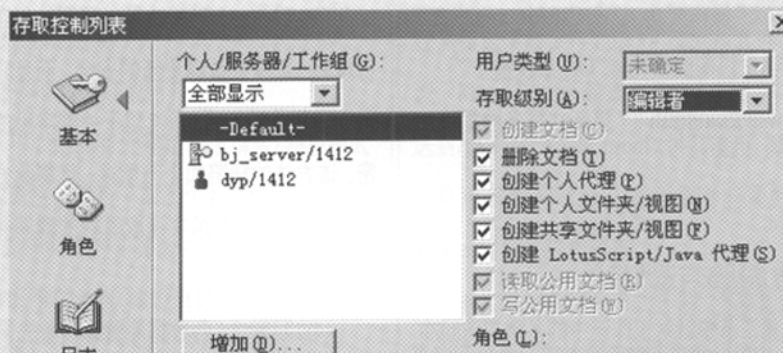 存取控制列表
基本
角色
个人/服务器/工作组(G):
全部显示
-Default-
bj_server/1412
dyp/1412
增加(D)...
用户类型(U):
未确定
存取级别(A):
编辑者
创建文档(C)
删除文档(T)
创建个人代理(P)
创建个人文件夹/视图(N)
创建共享文件夹/视图(F)
创建 LotusScript/Java 代理(S)
读取公用文档(R)
写公用文档(W)
角色(L):